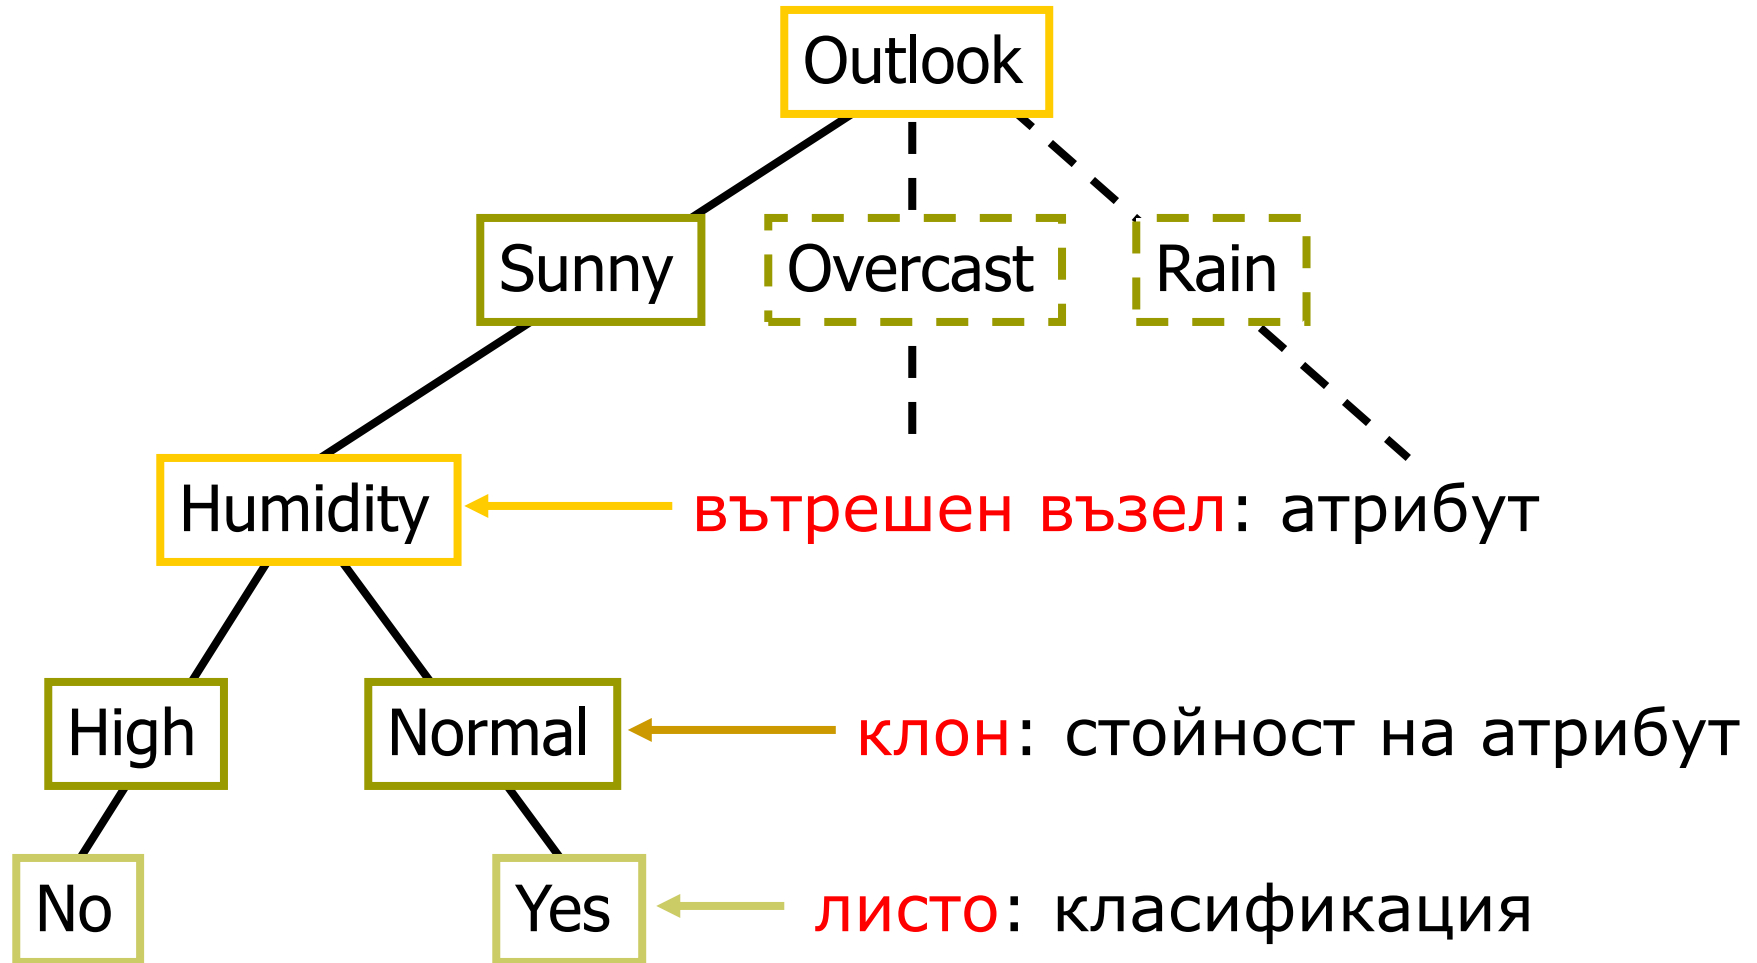 Outlook
Sunny Overcast Rain
Humidity вътрешен възел: атрибут
High Normal клон: стойност на атрибут
No Yes листо: класификация